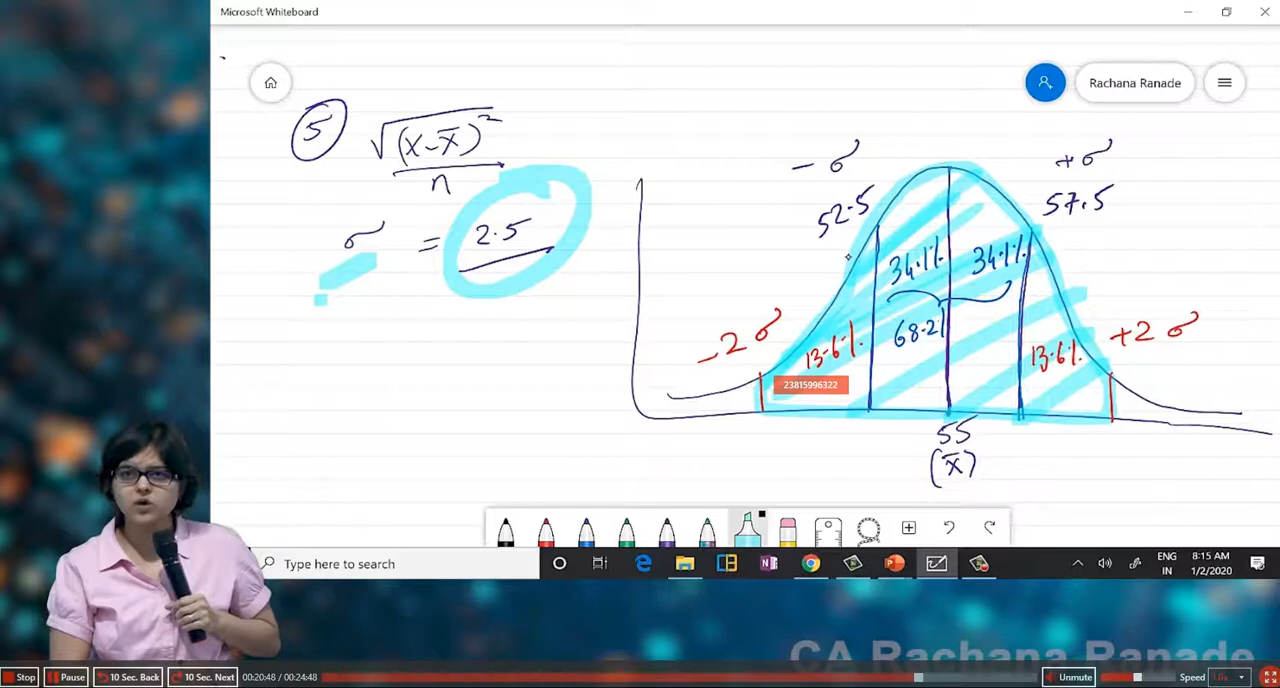 Microsoft Whiteboard
Rachana Ranade
5
√(x-x̄)²
n
σ = 2.5
-σ
+σ
52.5
57.5
34.1%
34.1%
68.2%
-2σ
13.6%
13.6%
+2σ
23815996322
55
(x̄)
Type here to search
ENG
IN
8:15 AM
1/2/2020
CA Rachana Ranade
Stop
Pause
10 Sec. Back
10 Sec. Next
00:20:48 / 00:24:48
Unmute
Speed